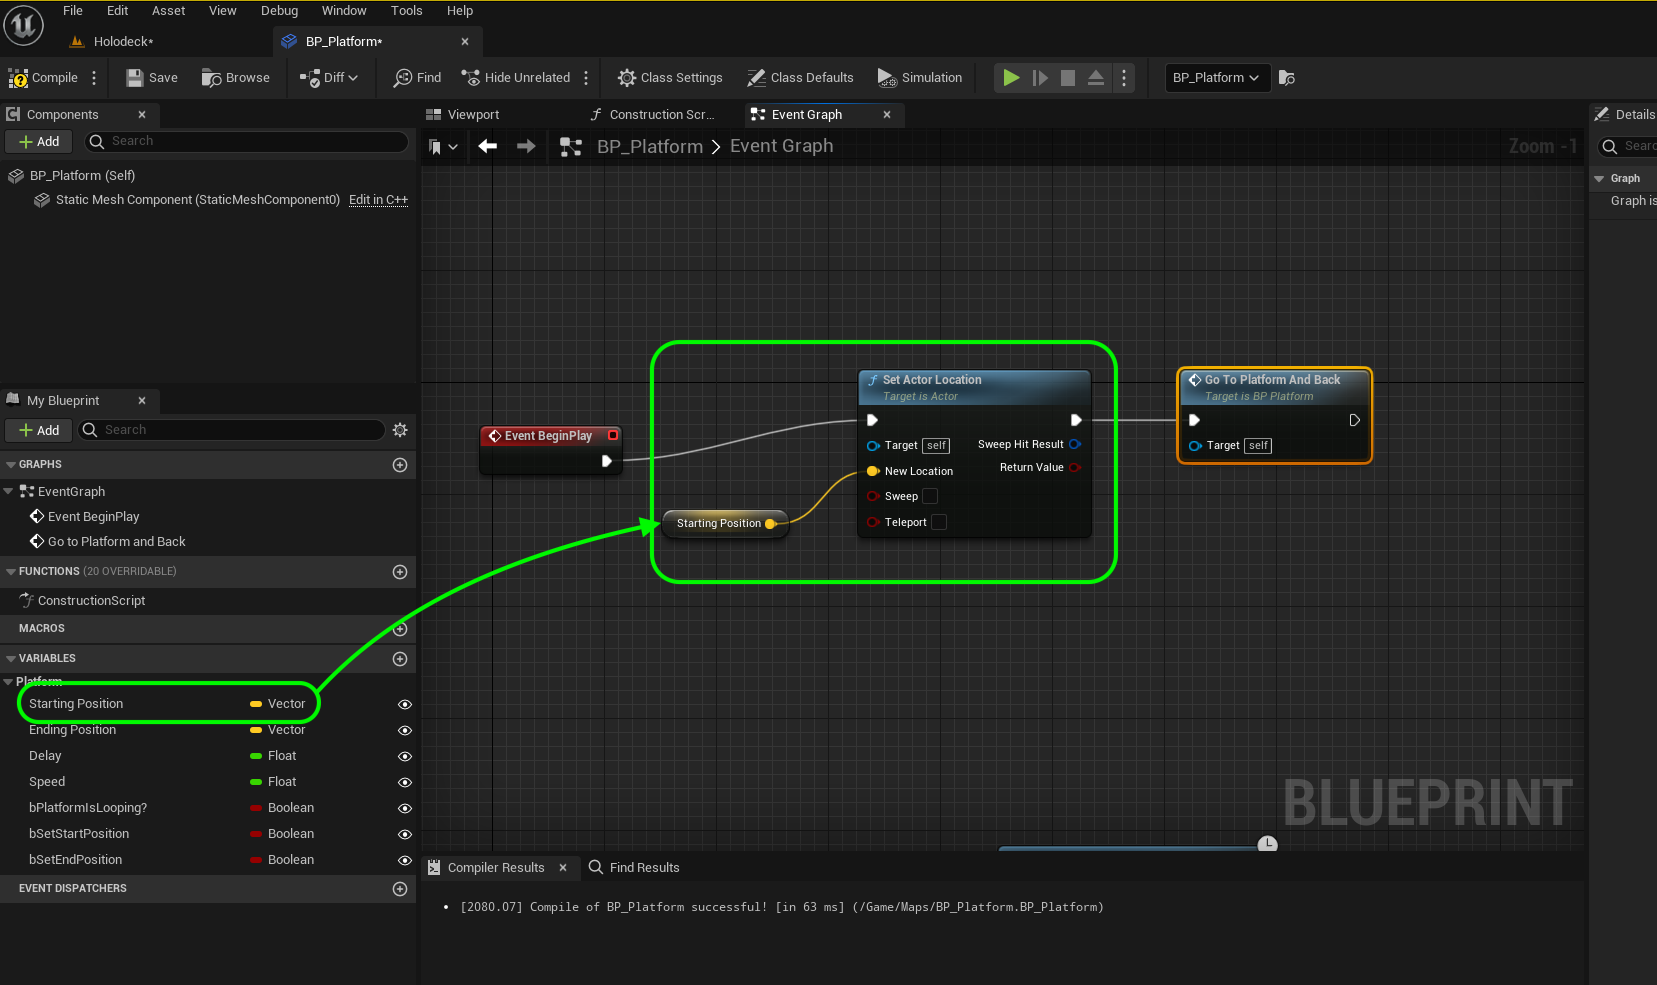 File Edit Asset View Debug Window Tools Help
Holodeck* BP_Platform*
Compile Save Browse Diff Find Hide Unrelated Class Settings Class Defaults Simulation BP_Platform
Components
Add Search
BP_Platform (Self)
Static Mesh Component (StaticMeshComponent0) Edit in C++
My Blueprint
Add Search
GRAPHS
EventGraph
Event BeginPlay
Go to Platform and Back
FUNCTIONS (20 OVERRIDABLE)
ConstructionScript
MACROS
VARIABLES
Platform
Starting Position Vector
Ending Position Vector
Delay Float
Speed Float
bPlatformIsLooping? Boolean
bSetStartPosition Boolean
bSetEndPosition Boolean
EVENT DISPATCHERS
Viewport Construction Scr... Event Graph
BP_Platform > Event Graph Zoom -1
Event BeginPlay
Starting Position
Set Actor Location
Target is Actor
Target self Sweep Hit Result
New Location Return Value
Sweep
Teleport
Go To Platform And Back
Target is BP Platform
Target self
BLUEPRINT
Compiler Results Find Results
• [2080.07] Compile of BP_Platform successful! [in 63 ms] (/Game/Maps/BP_Platform.BP_Platform)
Details
Searc
Graph
Graph is